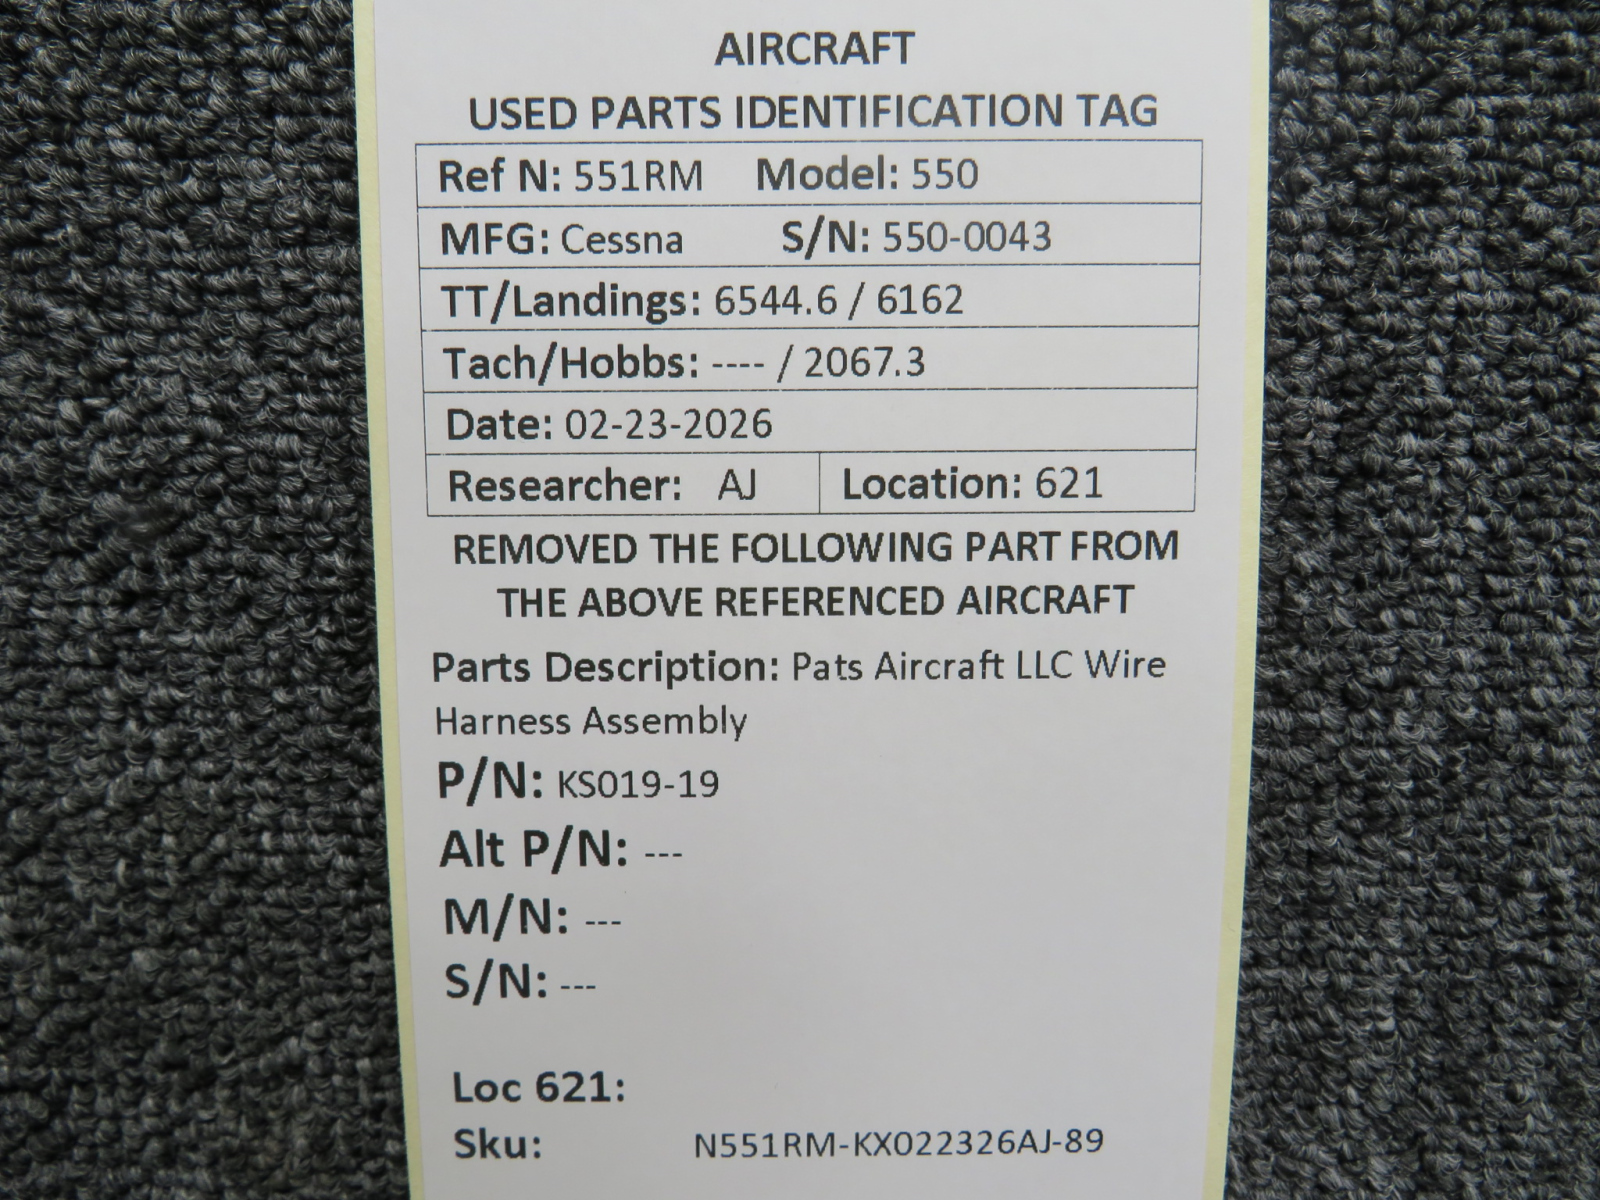 AIRCRAFT
USED PARTS IDENTIFICATION TAG
Ref N: 551RM Model: 550
MFG: Cessna S/N: 550-0043
TT/Landings: 6544.6 / 6162
Tach/Hobbs: ---- / 2067.3
Date: 02-23-2026
Researcher: AJ Location: 621
REMOVED THE FOLLOWING PART FROM
THE ABOVE REFERENCED AIRCRAFT
Parts Description: Pats Aircraft LLC Wire
Harness Assembly
P/N: KS019-19
Alt P/N: ---
M/N: ---
S/N: ---
Loc 621:
Sku: N551RM-KX022326AJ-89